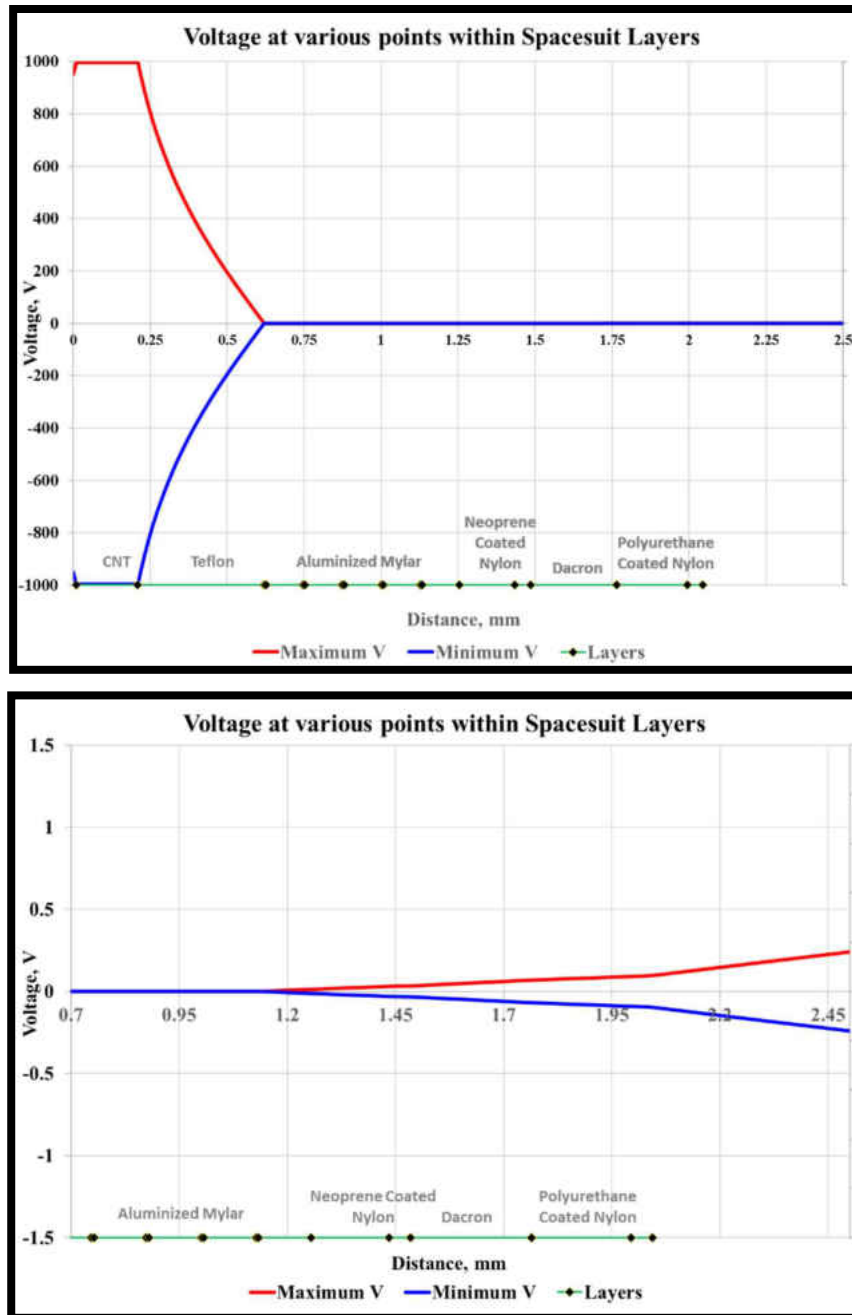 Voltage at various points within Spacesuit Layers
1000
800
600
400
200
0
-200
-400
-600
-800
-1000
Voltage, V
0 0.25 0.5 0.75 1 1.25 1.5 1.75 2 2.25 2.5
CNT
Teflon
Aluminized Mylar
Neoprene
Coated
Nylon
Dacron
Polyurethane
Coated Nylon
Distance, mm
Maximum V Minimum V Layers
Voltage at various points within Spacesuit Layers
1.5
1
0.5
0
-0.5
-1
-1.5
Voltage, V
0.7 0.95 1.2 1.45 1.7 1.95 2.2 2.45
Aluminized Mylar
Neoprene Coated
Nylon
Dacron
Polyurethane
Coated Nylon
Distance, mm
Maximum V Minimum V Layers